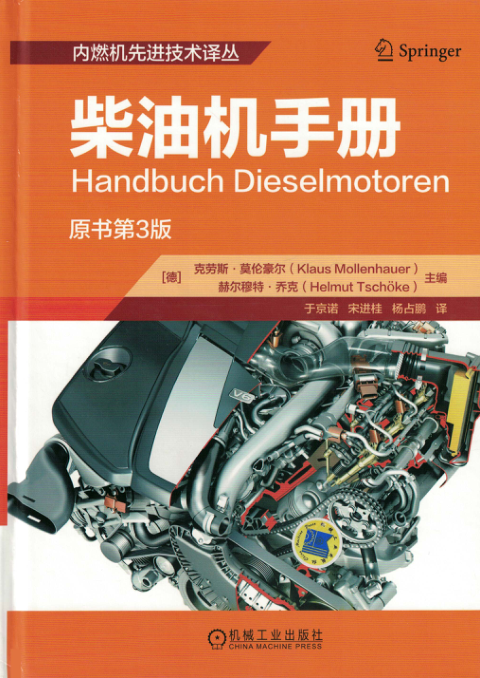 内燃机先进技术译丛
Springer
柴油机手册
Handbuch Dieselmotoren
原书第3版
[德] 克劳斯·莫伦豪尔(Klaus Mollenhauer) 主编
赫尔穆特·乔克(Helmut Tschöke)
于京诺 宋进桂 杨占鹏 译
V6
机械工业出版社
CHINA MACHINE PRESS